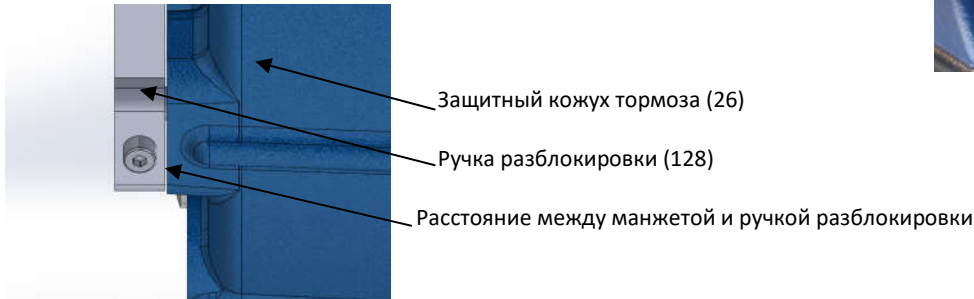 Защитный кожух тормоза (26)
Ручка разблокировки (128)
Расстояние между манжетой и ручкой разблокировки